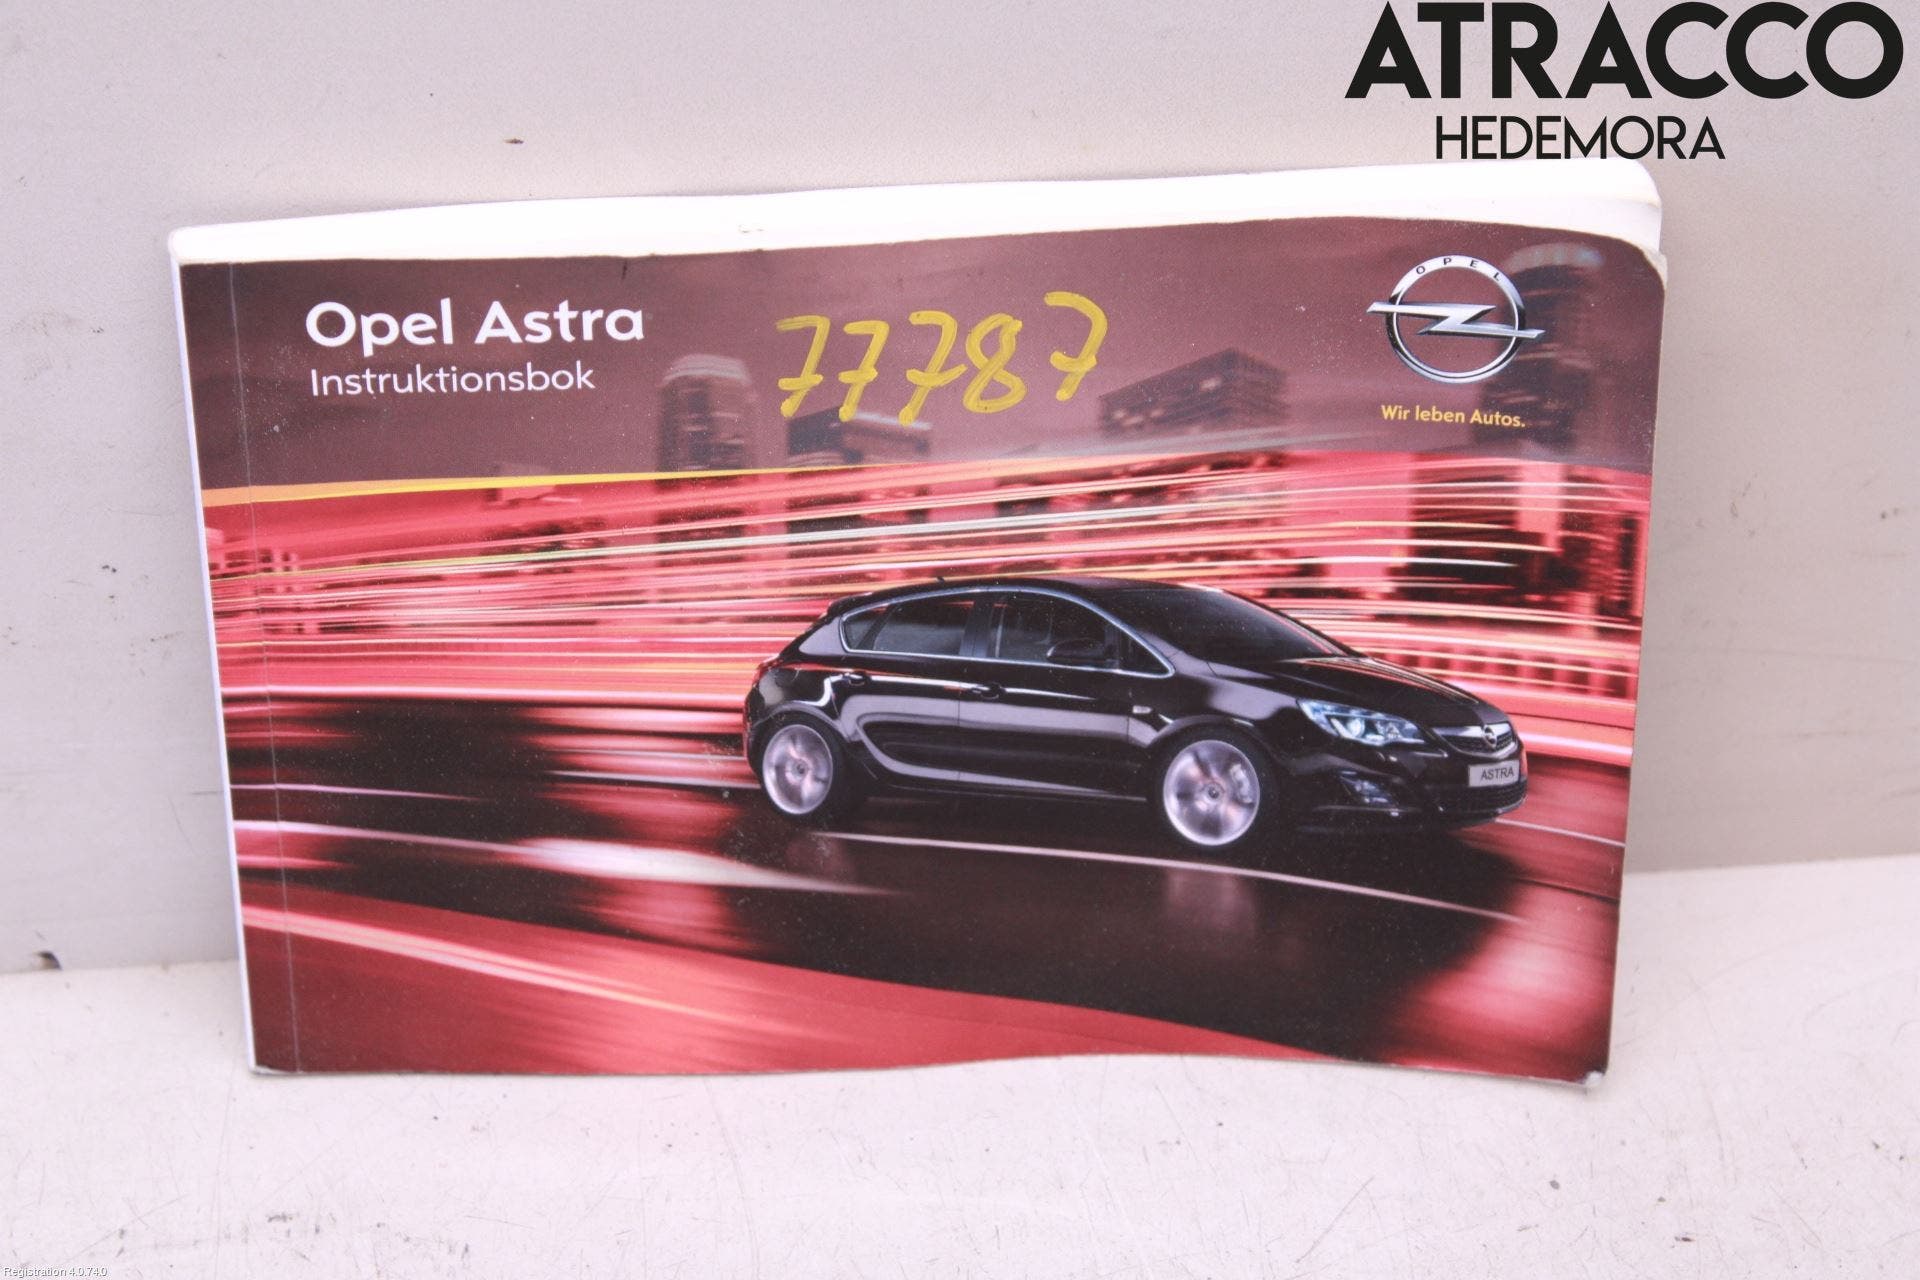 ATRACCO
HEDEMORA
Opel Astra
Instruktionsbok
77787
OPEL
Wir leben Autos.
ASTRA
Registration 4.0.74.0